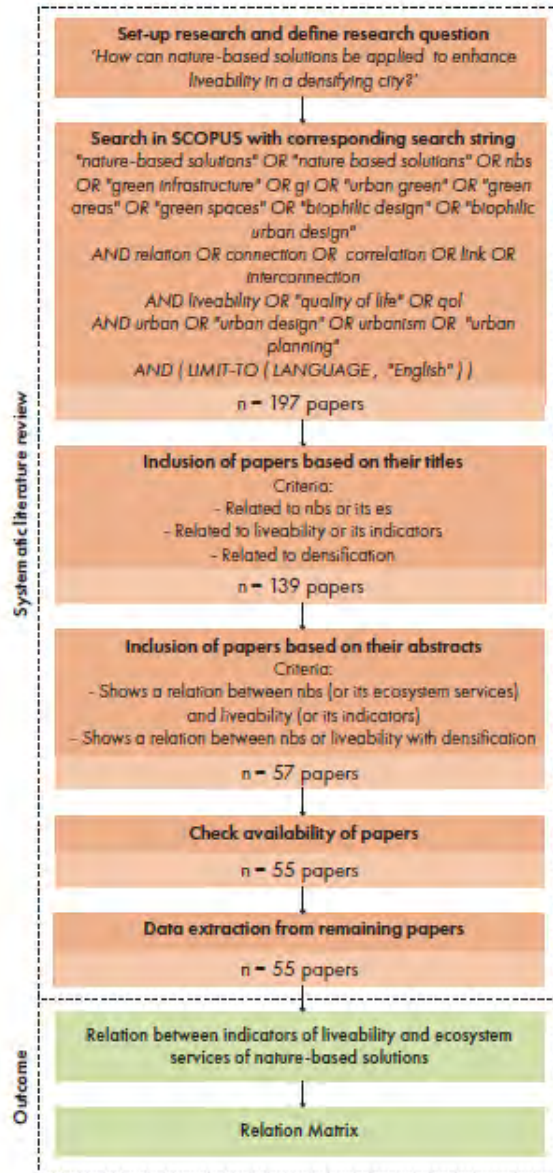 Set-up research and define research question
'How can nature-based solutions be applied to enhance
liveability in a densifying city?'
Search in SCOPUS with corresponding search string
"nature-based solutions" OR "nature based solutions" OR nbs
OR "green infrastructure" OR gi OR "urban green" OR "green
areas" OR "green spaces" OR "biophilic design" OR "biophilic
urban design"
AND relation OR connection OR correlation OR link OR
interconnection
AND liveability OR "quality of life" OR qol
AND urban OR "urban design" OR urbanism OR "urban
planning"
AND ( LIMIT-TO ( LANGUAGE , "English" ) )
n = 197 papers
Inclusion of papers based on their titles
Criteria:
- Related to nbs or its es
- Related to liveability or its indicators
- Related to densification
n = 139 papers
Inclusion of papers based on their abstracts
Criteria:
- Shows a relation between nbs (or its ecosystem services)
and liveability (or its indicators)
- Shows a relation between nbs or liveability with densification
n = 57 papers
Check availability of papers
n = 55 papers
Data extraction from remaining papers
n = 55 papers
Systematic literature review
Relation between indicators of liveability and ecosystem
services of nature-based solutions
Relation Matrix
Outcome